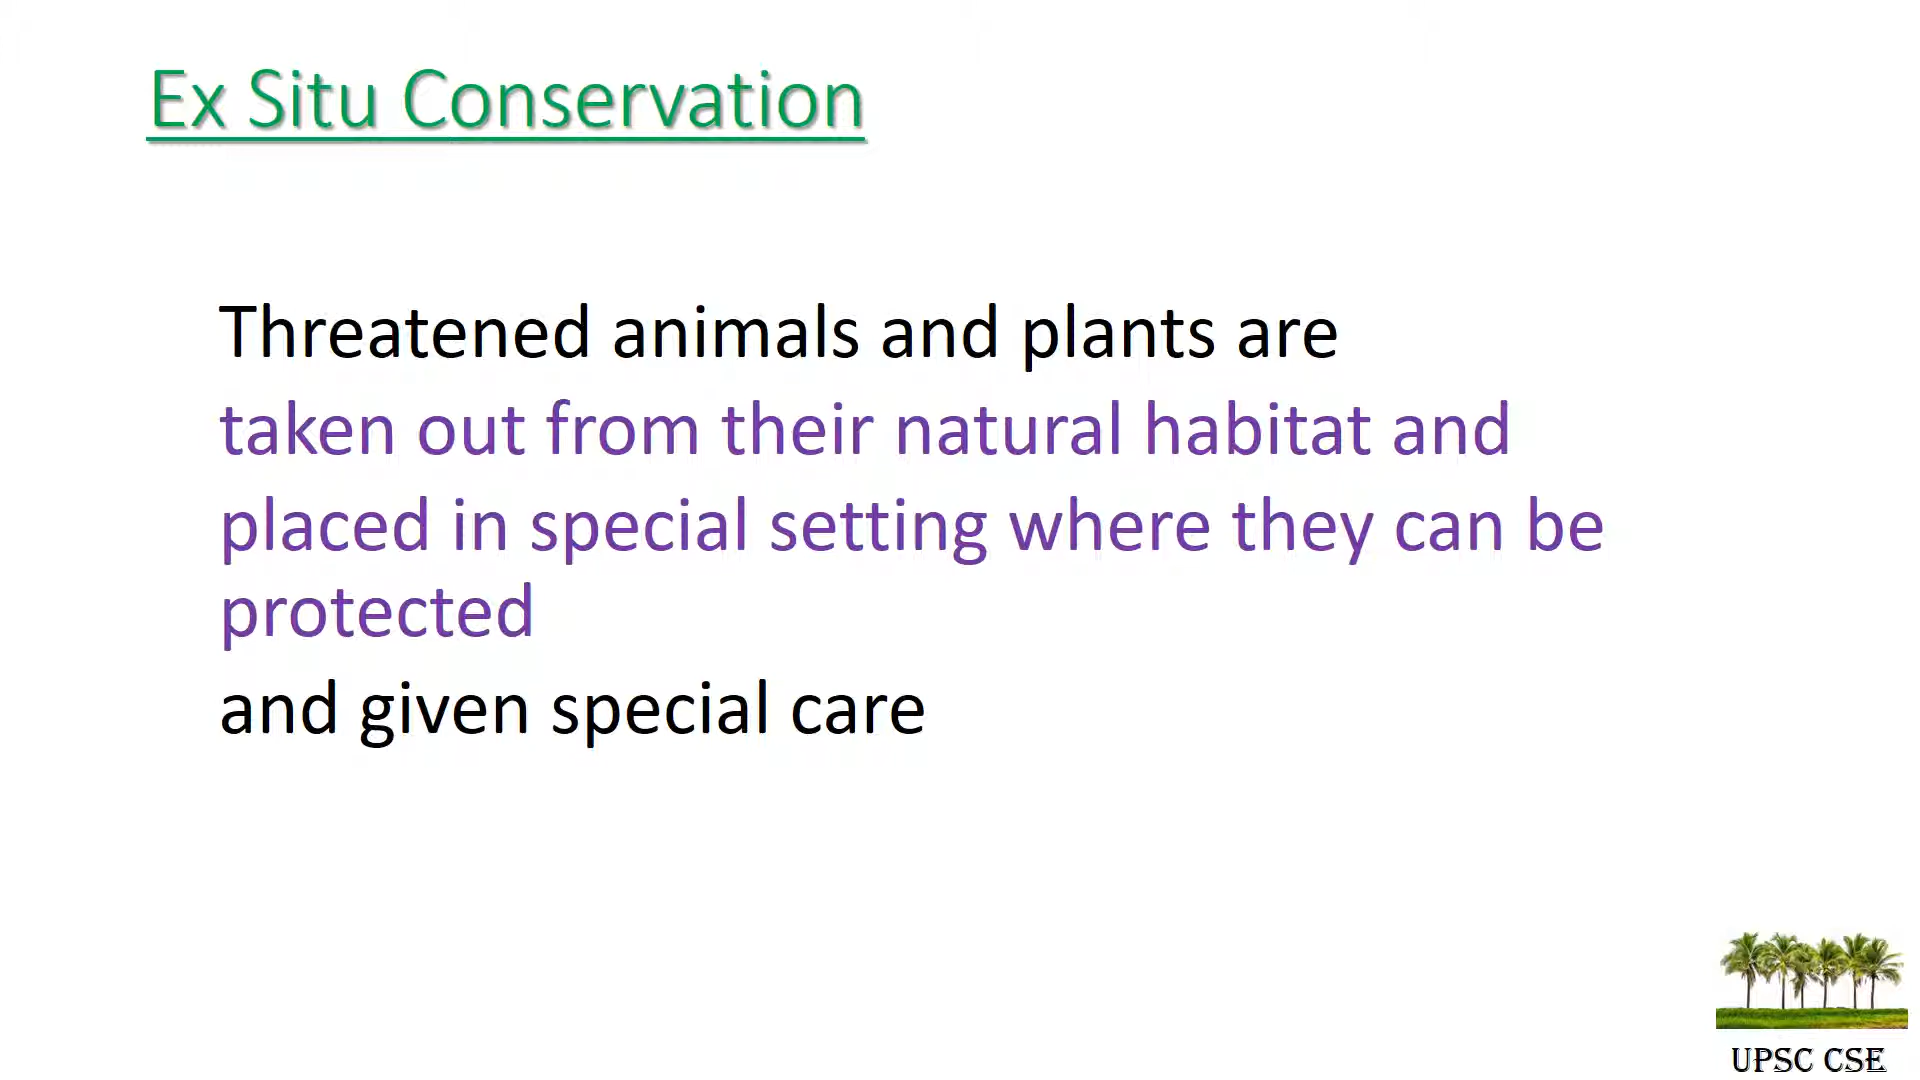 Ex Situ Conservation
Threatened animals and plants are
taken out from their natural habitat and
placed in special setting where they can be
protected
and given special care
UPSC CSE